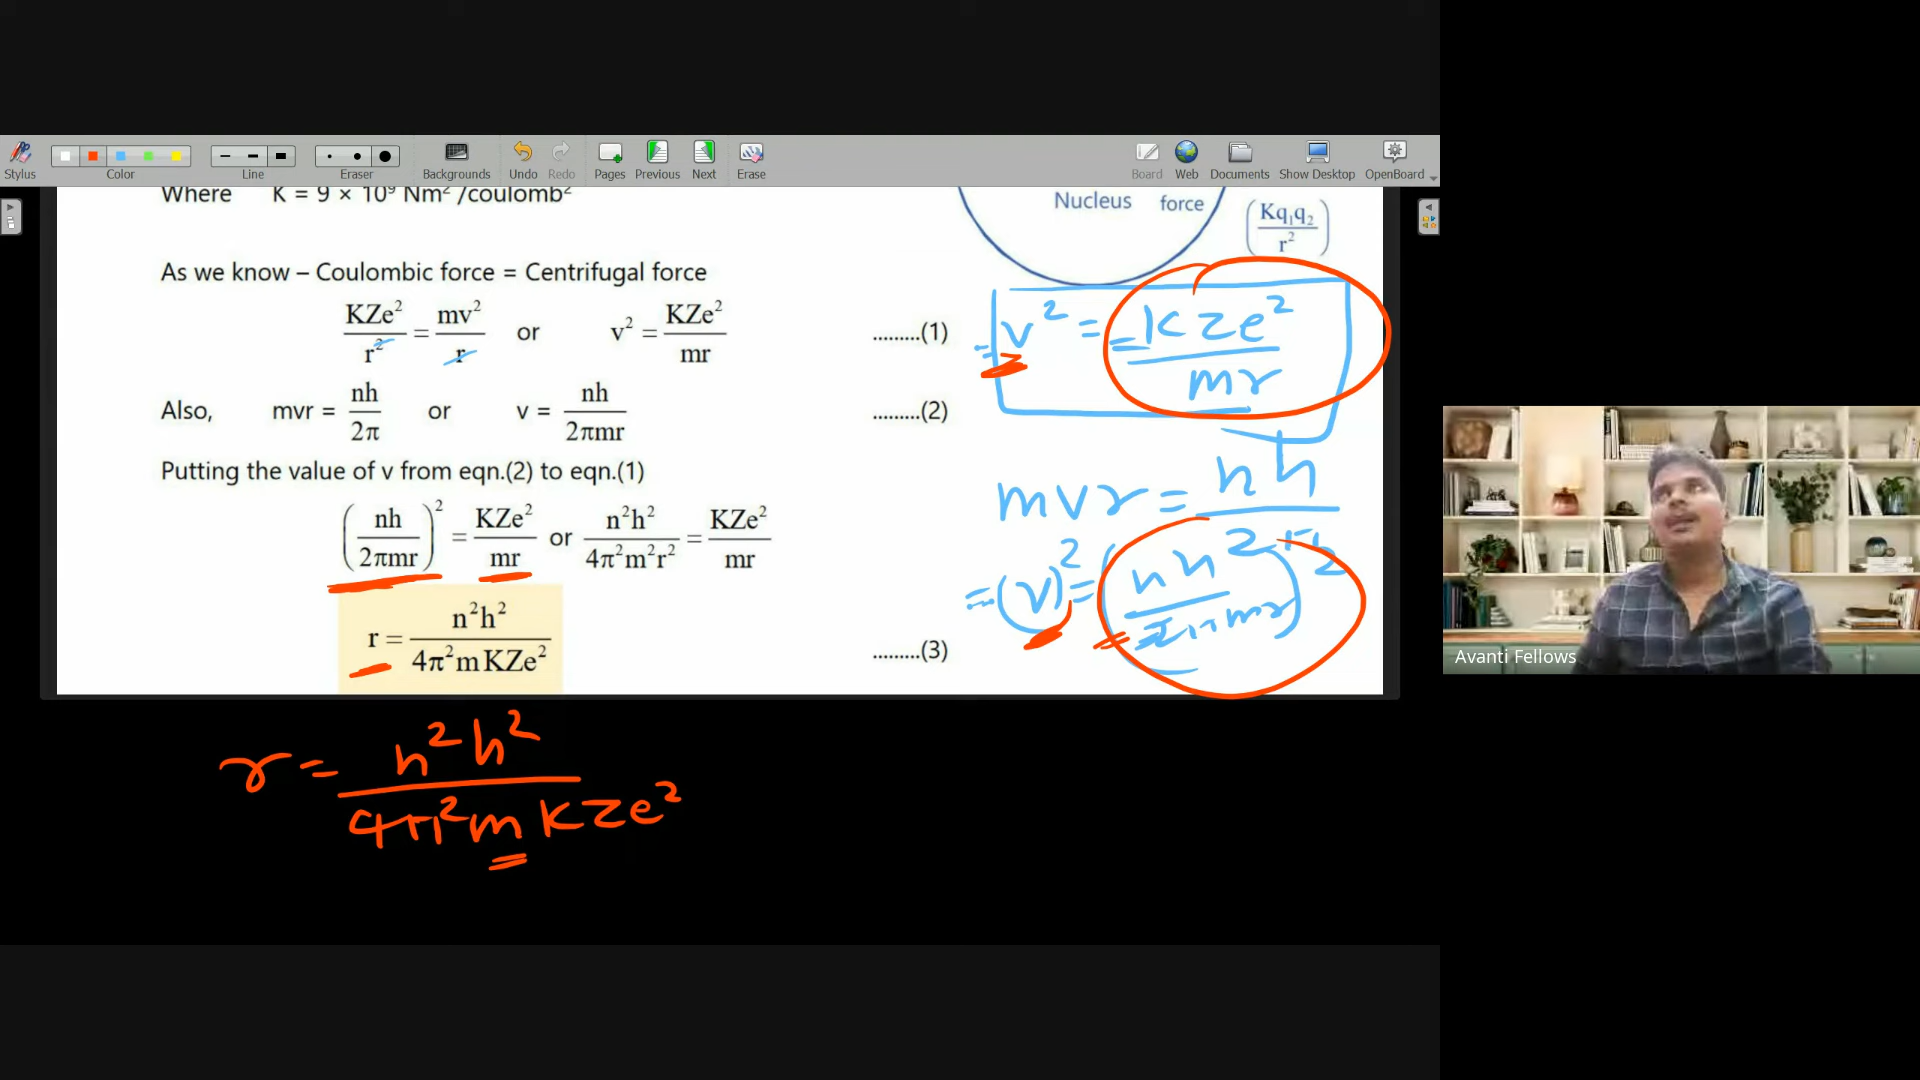 Stylus Color Line Eraser Backgrounds Undo Redo Pages Previous Next Erase Board Web Documents Show Desktop OpenBoard
Where K = 9 × 10⁹ Nm² /coulomb²
Nucleus force
(Kq₁q₂ / r²)
As we know – Coulombic force = Centrifugal force
KZe²/r² = mv²/r or v² = KZe²/mr ........(1)
Also, mvr = nh/2π or v = nh/2πmr ........(2)
Putting the value of v from eqn.(2) to eqn.(1)
(nh/2πmr)² = KZe²/mr or n²h²/4π²m²r² = KZe²/mr
r = n²h²/4π²mKZe² ........(3)
v² = KZe²/mr
mvr = nh/2π
= (v)² = (nh/2πmr)²
r = n²h²/4π²mKZe²
Avanti Fellows